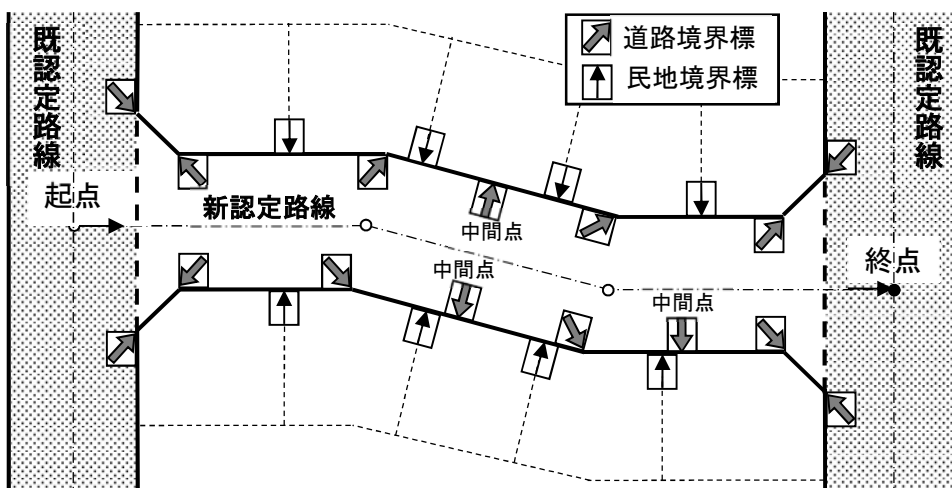 既認定路線
道路境界標
民地境界標
既認定路線
起点
新認定路線
中間点
中間点
終点
中間点